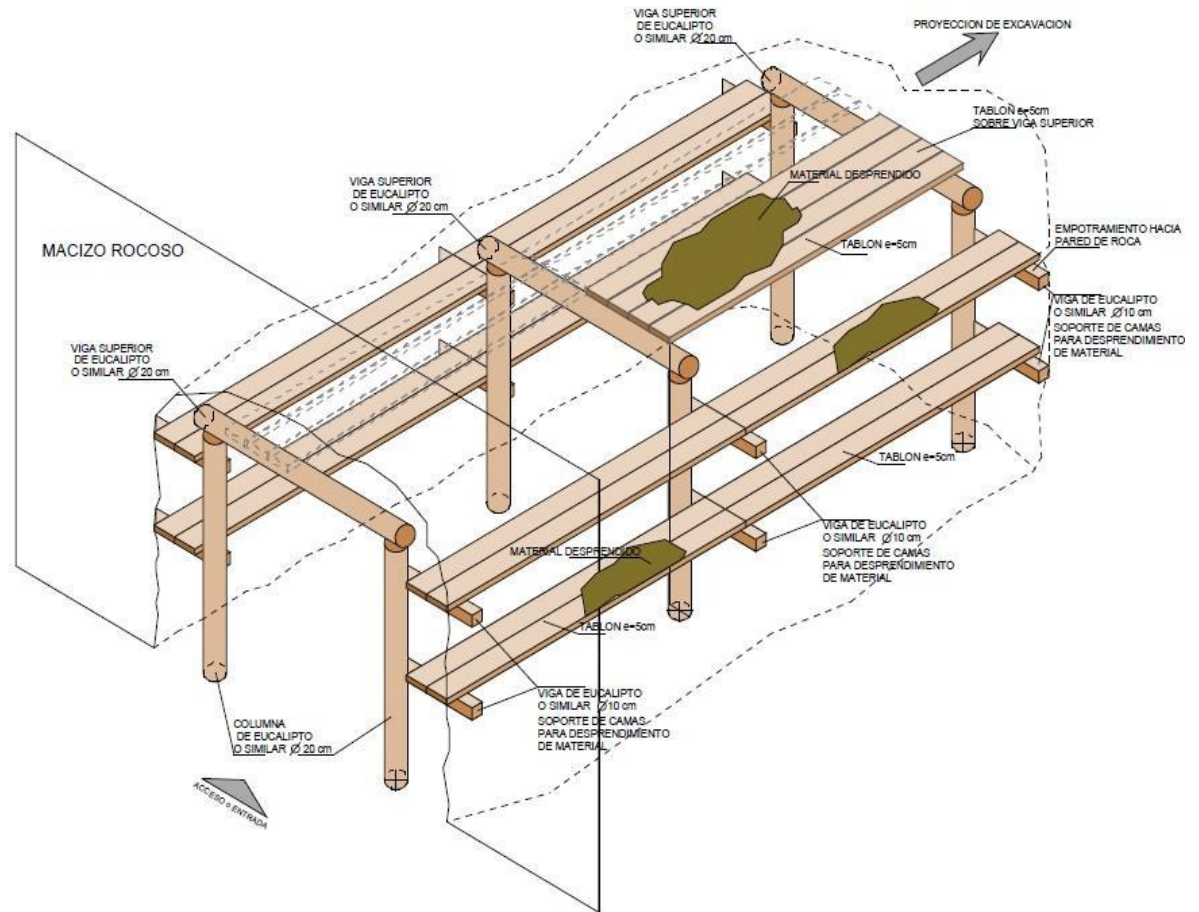 VIGA SUPERIOR
DE EUCALIPTO
O SIMILAR Ø 20 cm
PROYECCION DE EXCAVACION
TABLON e=5cm
SOBRE VIGA SUPERIOR
MATERIAL DESPRENDIDO
VIGA SUPERIOR
DE EUCALIPTO
O SIMILAR Ø 20 cm
MACIZO ROCOSO
TABLON e=5cm
EMPOTRAMIENTO HACIA
PARED DE ROCA
VIGA DE EUCALIPTO
O SIMILAR Ø10 cm
SOPORTE DE CAMAS
PARA DESPRENDIMIENTO
DE MATERIAL
VIGA SUPERIOR
DE EUCALIPTO
O SIMILAR Ø 20 cm
TABLON e=5cm
VIGA DE EUCALIPTO
O SIMILAR Ø10 cm
SOPORTE DE CAMAS
PARA DESPRENDIMIENTO
DE MATERIAL
MATERIAL DESPRENDIDO
TABLON e=5cm
VIGA DE EUCALIPTO
O SIMILAR Ø10 cm
SOPORTE DE CAMAS
PARA DESPRENDIMIENTO
DE MATERIAL
COLUMNA
DE EUCALIPTO
O SIMILAR Ø 20 cm
ACCESO o ENTRADA